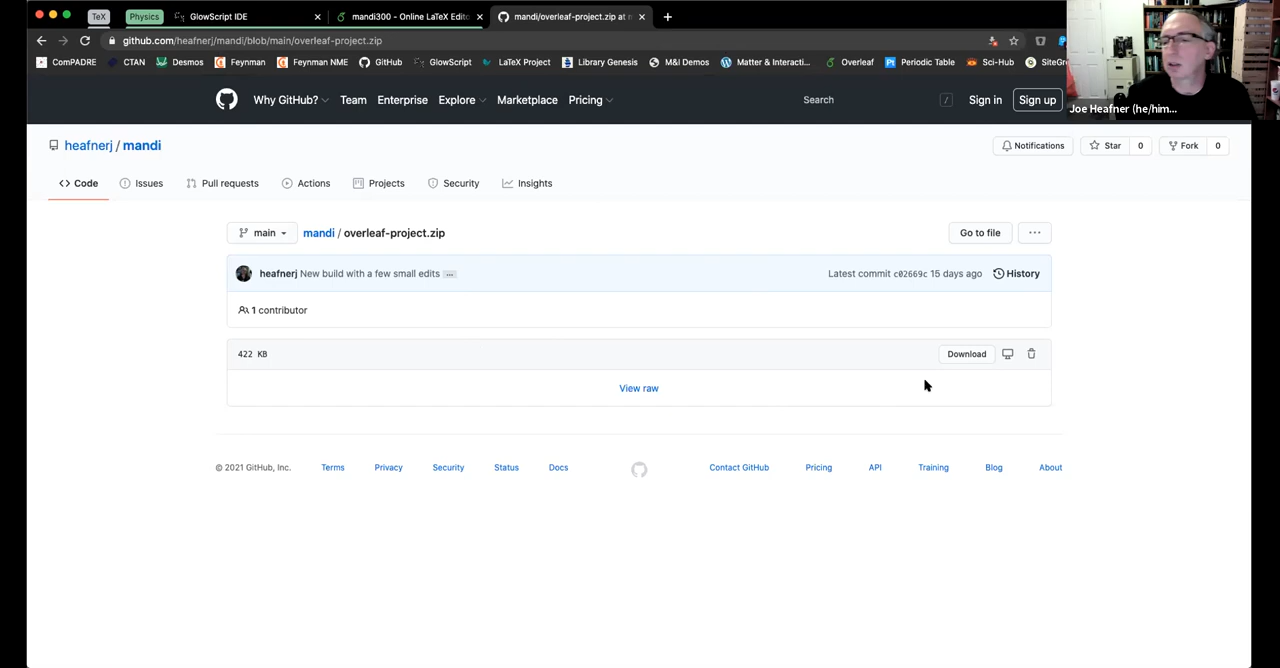 TeX Physics GlowScript IDE mandi300 - Online LaTeX Edito mandi/overleaf-project.zip at m
github.com/heafnerj/mandi/blob/main/overleaf-project.zip
ComPADRE CTAN Desmos Feynman Feynman NME GitHub GlowScript LaTeX Project Library Genesis M&I Demos Matter & Interacti... Overleaf Periodic Table Sci-Hub SiteGr
Joe Heafner (he/him...
Why GitHub? Team Enterprise Explore Marketplace Pricing Search / Sign in Sign up
heafnerj / mandi Notifications Star 0 Fork 0
Code Issues Pull requests Actions Projects Security Insights
main mandi / overleaf-project.zip Go to file ...
heafnerj New build with a few small edits ... Latest commit c02669c 15 days ago History
1 contributor
422 KB Download
View raw
© 2021 GitHub, Inc. Terms Privacy Security Status Docs Contact GitHub Pricing API Training Blog About